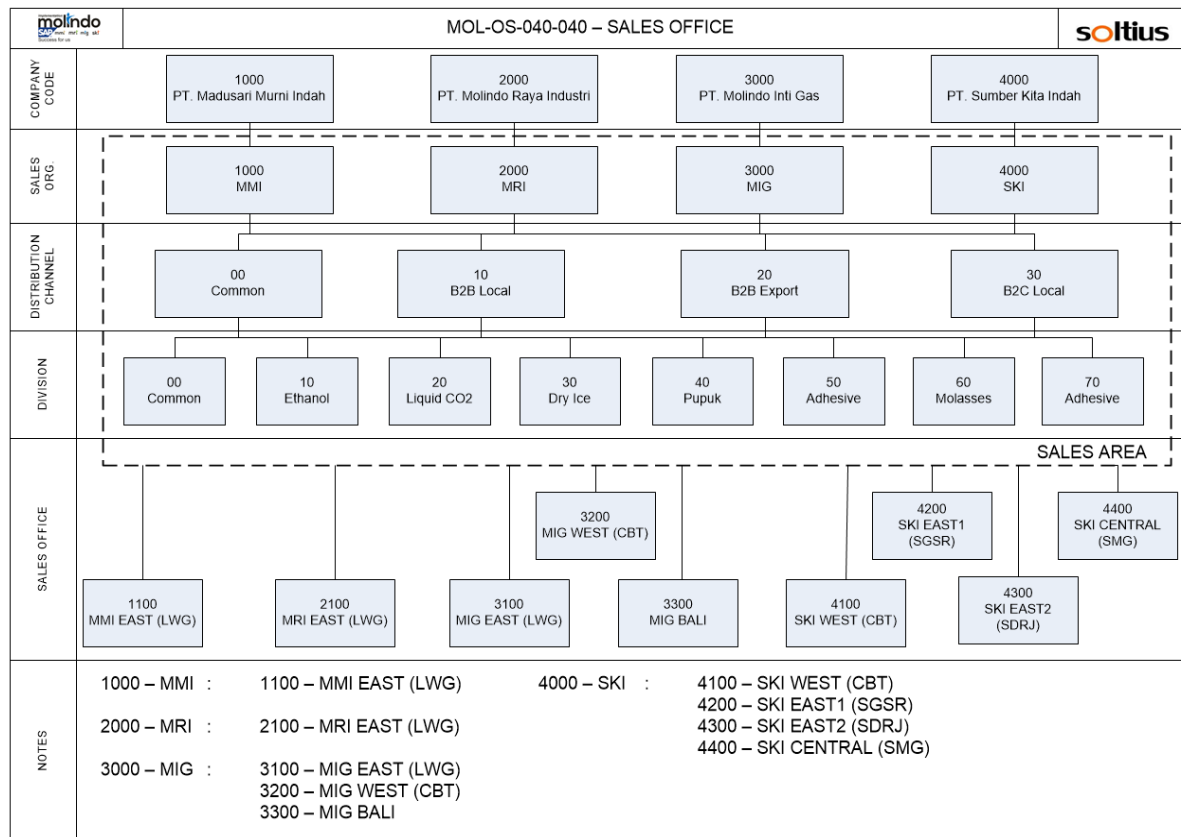 implementasi
molindo
SAP mmi mri mig ski
Success for us
MOL-OS-040-040 – SALES OFFICE
soltius
COMPANY CODE
1000
PT. Madusari Murni Indah
2000
PT. Molindo Raya Industri
3000
PT. Molindo Inti Gas
4000
PT. Sumber Kita Indah
SALES ORG.
1000
MMI
2000
MRI
3000
MIG
4000
SKI
DISTRIBUTION CHANNEL
00
Common
10
B2B Local
20
B2B Export
30
B2C Local
DIVISION
00
Common
10
Ethanol
20
Liquid CO2
30
Dry Ice
40
Pupuk
50
Adhesive
60
Molasses
70
Adhesive
SALES AREA
SALES OFFICE
3200
MIG WEST (CBT)
4200
SKI EAST1
(SGSR)
4400
SKI CENTRAL
(SMG)
1100
MMI EAST (LWG)
2100
MRI EAST (LWG)
3100
MIG EAST (LWG)
3300
MIG BALI
4100
SKI WEST (CBT)
4300
SKI EAST2
(SDRJ)
NOTES
1000 – MMI : 1100 – MMI EAST (LWG)
2000 – MRI : 2100 – MRI EAST (LWG)
3000 – MIG : 3100 – MIG EAST (LWG)
3200 – MIG WEST (CBT)
3300 – MIG BALI
4000 – SKI : 4100 – SKI WEST (CBT)
4200 – SKI EAST1 (SGSR)
4300 – SKI EAST2 (SDRJ)
4400 – SKI CENTRAL (SMG)